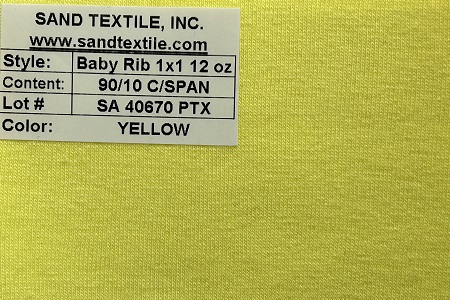 SAND TEXTILE, INC.
www.sandtextile.com
Style: Baby Rib 1x1 12 oz
Content: 90/10 C/SPAN
Lot # SA 40670 PTX
Color: YELLOW